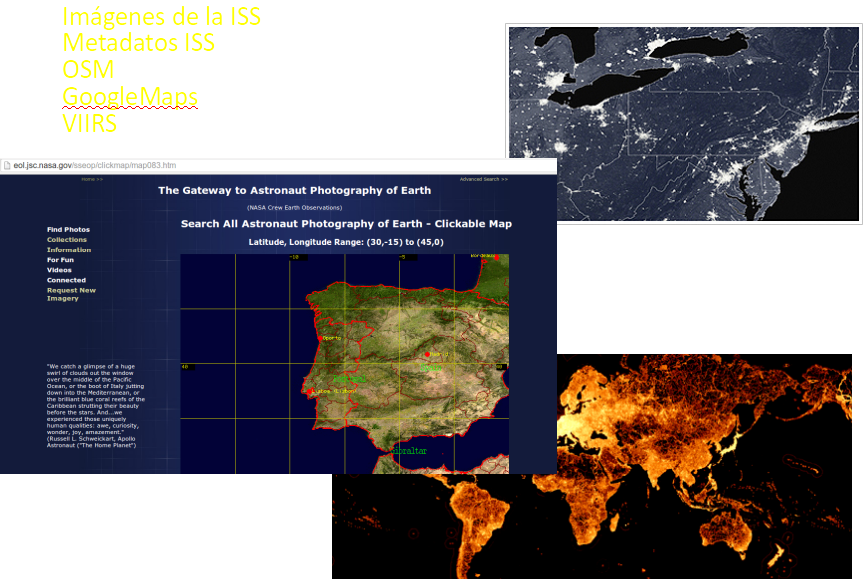 Imágenes de la ISS
Metadatos ISS
OSM
GoogleMaps
VIIRS
eol.jsc.nasa.gov/sseop/clickmap/map083.htm
Home >>
Advanced Search >>
The Gateway to Astronaut Photography of Earth
(NASA Crew Earth Observations)
Search All Astronaut Photography of Earth - Clickable Map
Latitude, Longitude Range: (30,-15) to (45,0)
Find Photos
Collections
Information
For Fun
Videos
Connected
Request New
Imagery
"We catch a glimpse of a huge
swirl of clouds out the window
over the middle of the Pacific
Ocean, or the boot of Italy jutting
down into the Mediterranean, or
the brilliant blue coral reefs of the
Caribbean strutting their beauty
before the stars. And...we
experienced those uniquely
human qualities: awe, curiosity,
wonder, joy, amazement."
(Russell L. Schweickart, Apollo
Astronaut ("The Home Planet")
-10
-5
Bordeaux
Oporto
Madrid
40
40
Lisboa (Lisbon)
Gibraltar